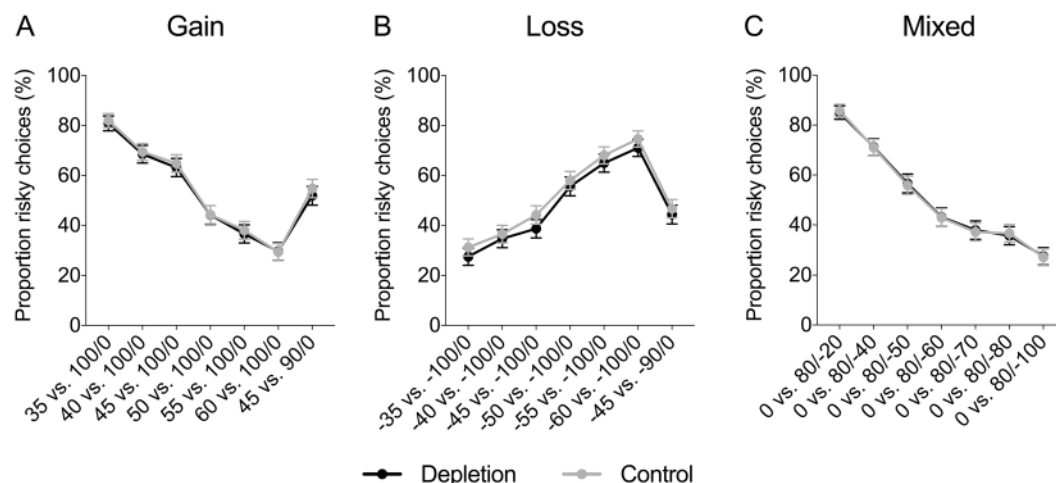 A Gain
Proportion risky choices (%)
100
80
60
40
20
0
35 vs. 100/0
40 vs. 100/0
45 vs. 100/0
50 vs. 100/0
55 vs. 100/0
60 vs. 100/0
45 vs. 90/0
B Loss
Proportion risky choices (%)
100
80
60
40
20
0
-35 vs. -100/0
-40 vs. -100/0
-45 vs. -100/0
-50 vs. -100/0
-55 vs. -100/0
-60 vs. -100/0
-45 vs. -90/0
C Mixed
Proportion risky choices (%)
100
80
60
40
20
0
0 vs. 80/-20
0 vs. 80/-40
0 vs. 80/-50
0 vs. 80/-60
0 vs. 80/-70
0 vs. 80/-80
0 vs. 80/-100
Depletion Control